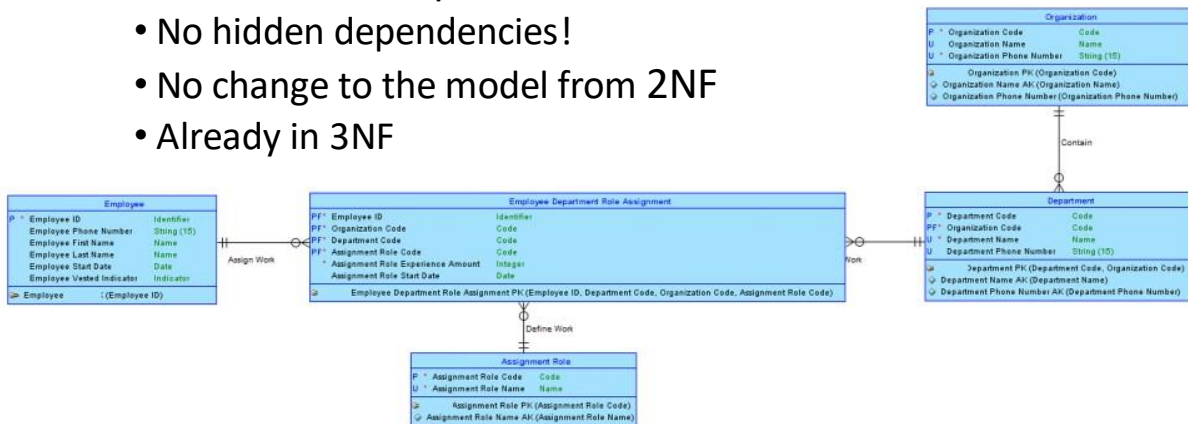 • No hidden dependencies!
• No change to the model from 2NF
• Already in 3NF
Organization
P * Organization Code Code
U Organization Name Name
U * Organization Phone Number String (15)
Organization PK (Organization Code)
Organization Name AK (Organization Name)
Organization Phone Number (Organization Phone Number)
Contain
Employee
P * Employee ID Identifier
Employee Phone Number String (15)
Employee First Name Name
Employee Last Name Name
Employee Start Date Date
Employee Vested Indicator Indicator
Employee (Employee ID)
Assign Work
Employee Department Role Assignment
PF* Employee ID Identifier
PF* Organization Code Code
PF* Department Code Code
PF* Assignment Role Code Code
* Assignment Role Experience Amount Integer
Assignment Role Start Date Date
Employee Department Role Assignment PK (Employee ID, Department Code, Organization Code, Assignment Role Code)
Work
Department
P * Department Code Code
PF* Organization Code Code
U * Department Name Name
U Department Phone Number String (15)
Department PK (Department Code, Organization Code)
Department Name AK (Department Name)
Department Phone Number AK (Department Phone Number)
Define Work
Assignment Role
P * Assignment Role Code Code
U * Assignment Role Name Name
Assignment Role PK (Assignment Role Code)
Assignment Role Name AK (Assignment Role Name)